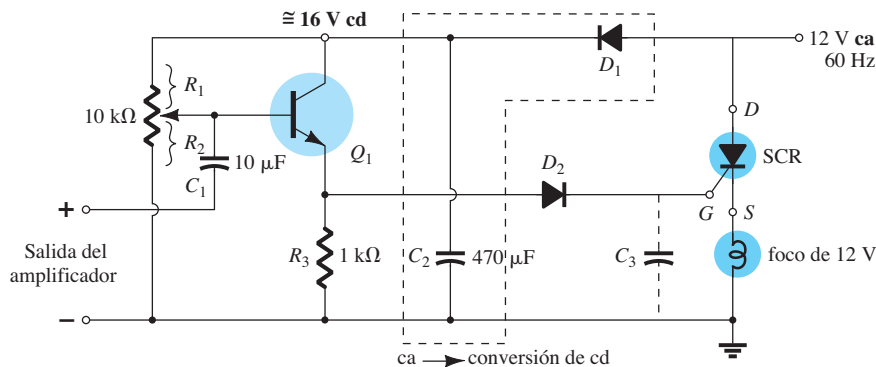 ≅ 16 V cd
12 V ca
60 Hz
D₁
R₁
10 kΩ
R₂
10 μF
C₁
Q₁
D
SCR
D₂
G
S
+
Salida del
amplificador
−
R₃
1 kΩ
C₂
470 μF
C₃
foco de 12 V
ca → conversión de cd